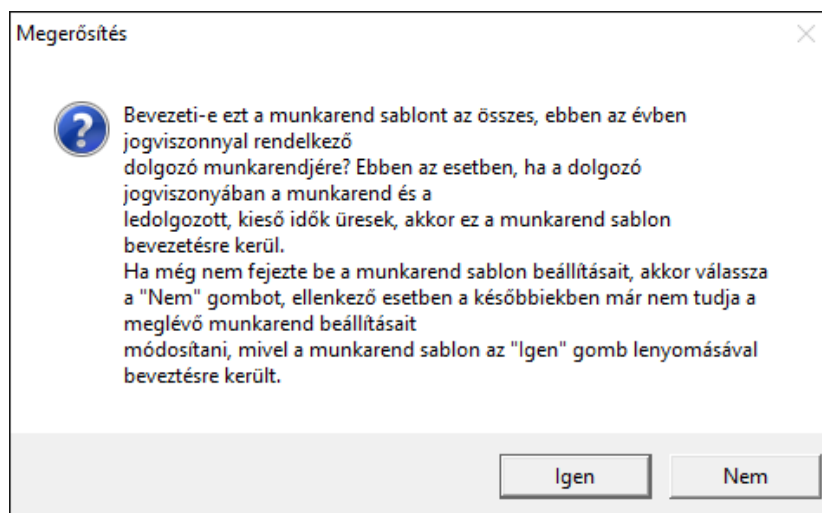 Megerősítés
Bevezeti-e ezt a munkarend sablont az összes, ebben az évben
jogviszonnyal rendelkező
dolgozó munkarendjére? Ebben az esetben, ha a dolgozó
jogviszonyában a munkarend és a
ledolgozott, kieső idők üresek, akkor ez a munkarend sablon
bevezetésre kerül.
Ha még nem fejezte be a munkarend sablon beállításait, akkor válassza
a "Nem" gombot, ellenkező esetben a későbbiekben már nem tudja a
meglévő munkarend beállításait
módosítani, mivel a munkarend sablon az "Igen" gomb lenyomásával
beveztésre került.
Igen
Nem